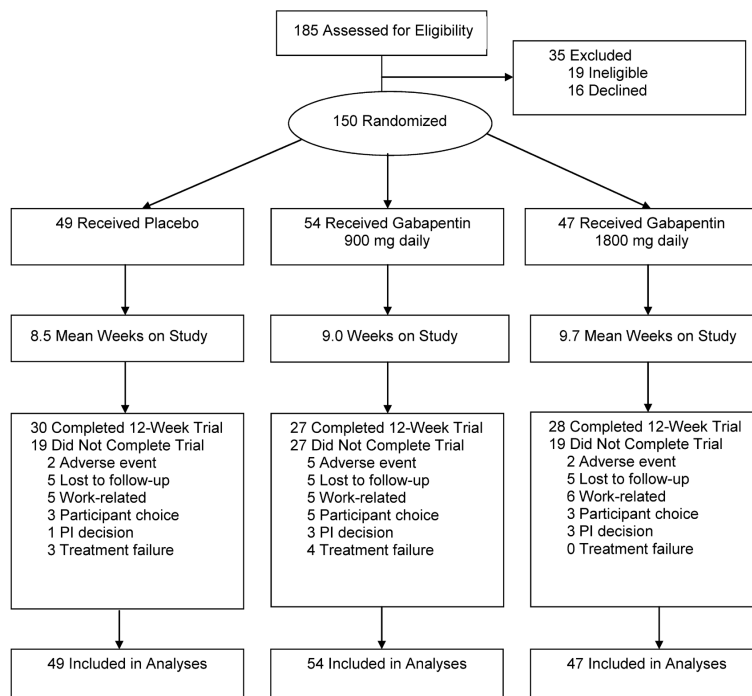 185 Assessed for Eligibility
35 Excluded
19 Ineligible
16 Declined
150 Randomized
49 Received Placebo
54 Received Gabapentin
900 mg daily
47 Received Gabapentin
1800 mg daily
8.5 Mean Weeks on Study
9.0 Weeks on Study
9.7 Mean Weeks on Study
30 Completed 12-Week Trial
19 Did Not Complete Trial
2 Adverse event
5 Lost to follow-up
5 Work-related
3 Participant choice
1 PI decision
3 Treatment failure
27 Completed 12-Week Trial
27 Did Not Complete Trial
5 Adverse event
5 Lost to follow-up
5 Work-related
5 Participant choice
3 PI decision
4 Treatment failure
28 Completed 12-Week Trial
19 Did Not Complete Trial
2 Adverse event
5 Lost to follow-up
6 Work-related
3 Participant choice
3 PI decision
0 Treatment failure
49 Included in Analyses
54 Included in Analyses
47 Included in Analyses